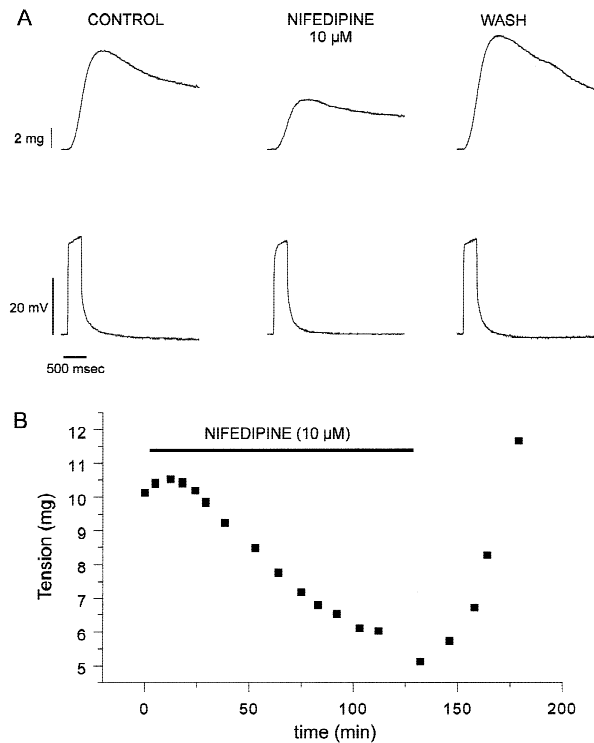 A
CONTROL
NIFEDIPINE
10 µM
WASH
2 mg
20 mV
500 msec
B
NIFEDIPINE (10 µM)
12
11
10
9
8
7
6
5
Tension (mg)
0
50
100
150
200
time (min)